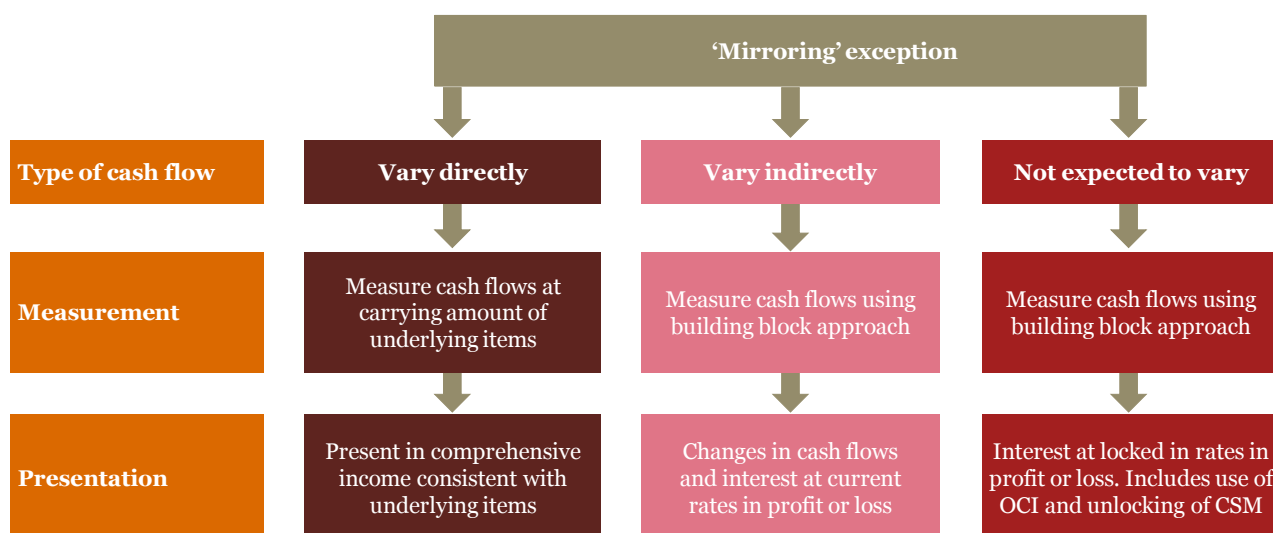 ‘Mirroring’ exception
Type of cash flow
Vary directly
Vary indirectly
Not expected to vary
Measurement
Measure cash flows at
carrying amount of
underlying items
Measure cash flows using
building block approach
Measure cash flows using
building block approach
Presentation
Present in comprehensive
income consistent with
underlying items
Changes in cash flows
and interest at current
rates in profit or loss
Interest at locked in rates in
profit or loss. Includes use of
OCI and unlocking of CSM